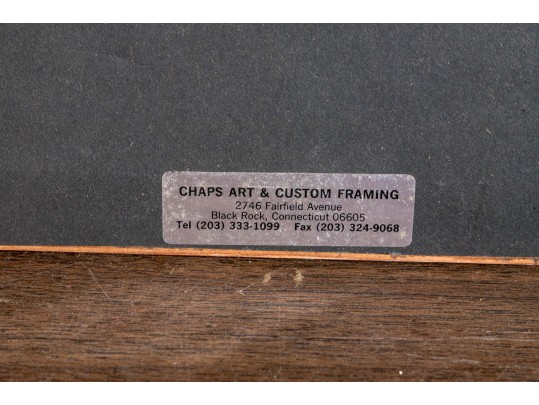 CHAPS ART & CUSTOM FRAMING
2746 Fairfield Avenue
Black Rock, Connecticut 06605
Tel (203) 333-1099 Fax (203) 324-9068